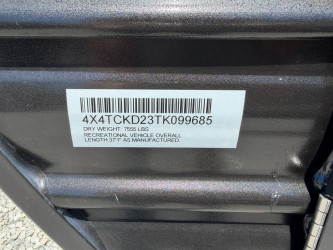 4X4TCKD23TK099685
DRY WEIGHT: 7555 LBS
RECREATIONAL VEHICLE OVERALL
LENGTH 37'1" AS MANUFACTURED.